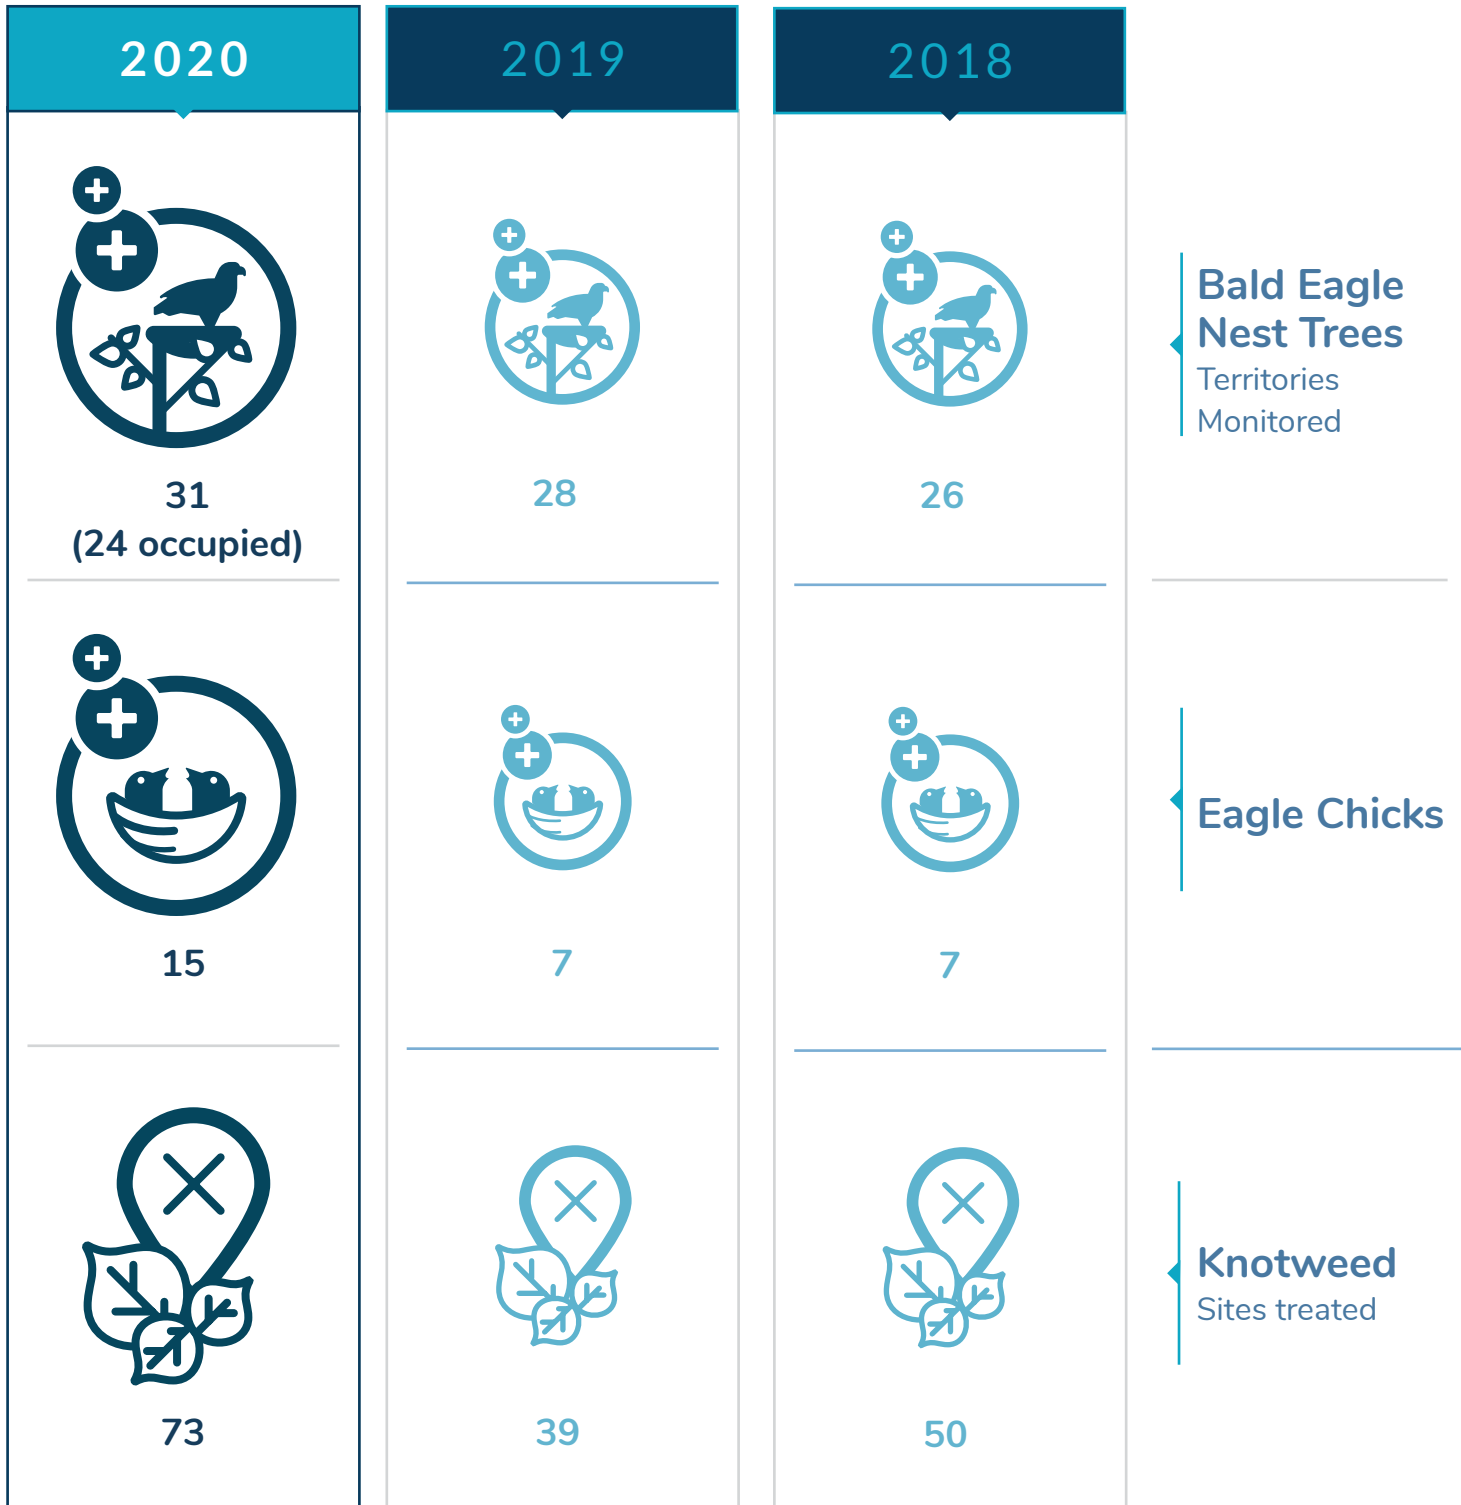 2020
2019
2018
31
(24 occupied)
28
26
Bald Eagle
Nest Trees
Territories
Monitored
15
7
7
Eagle Chicks
73
39
50
Knotweed
Sites treated